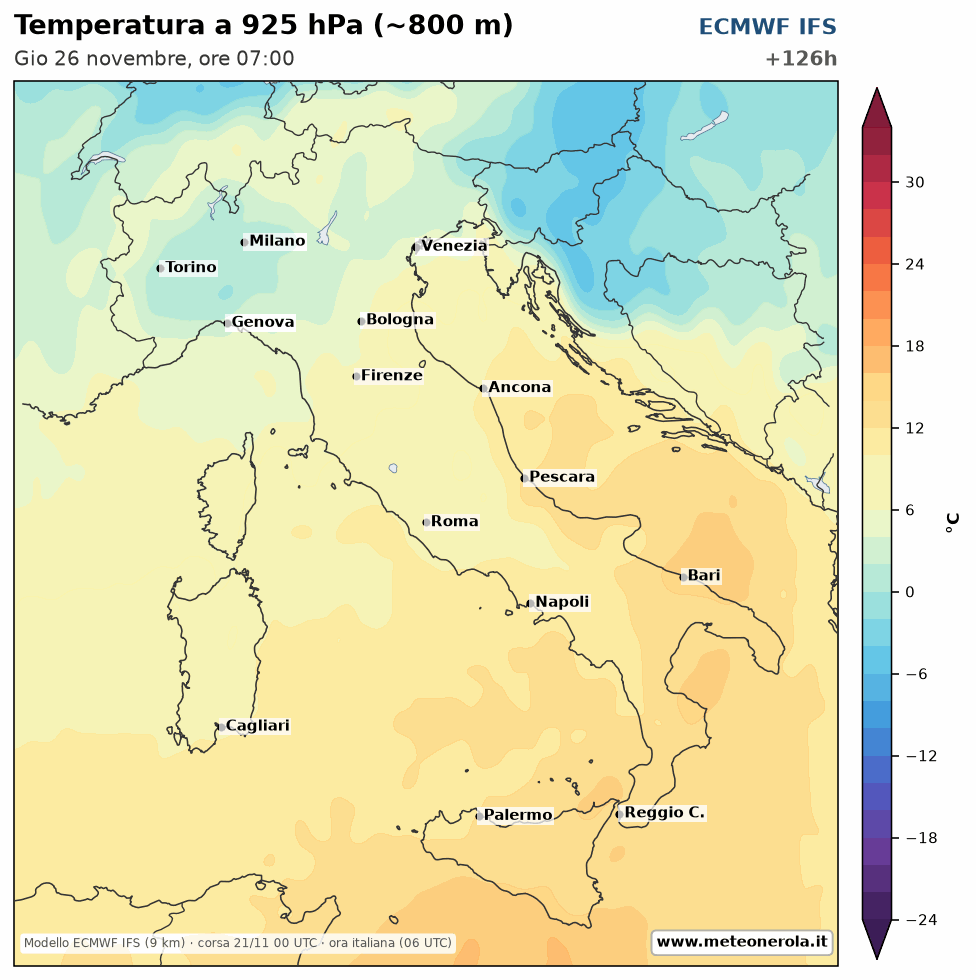 Temperatura a 925 hPa (~800 m)
ECMWF IFS
Gio 26 novembre, ore 07:00
+126h
Milano
Venezia
Torino
Genova
Bologna
Firenze
Ancona
Pescara
Roma
Bari
Napoli
Cagliari
Palermo
Reggio C.
30
24
18
12
6
0
−6
−12
−18
−24
°C
Modello ECMWF IFS (9 km) · corsa 21/11 00 UTC · ora italiana (06 UTC)
www.meteonerola.it